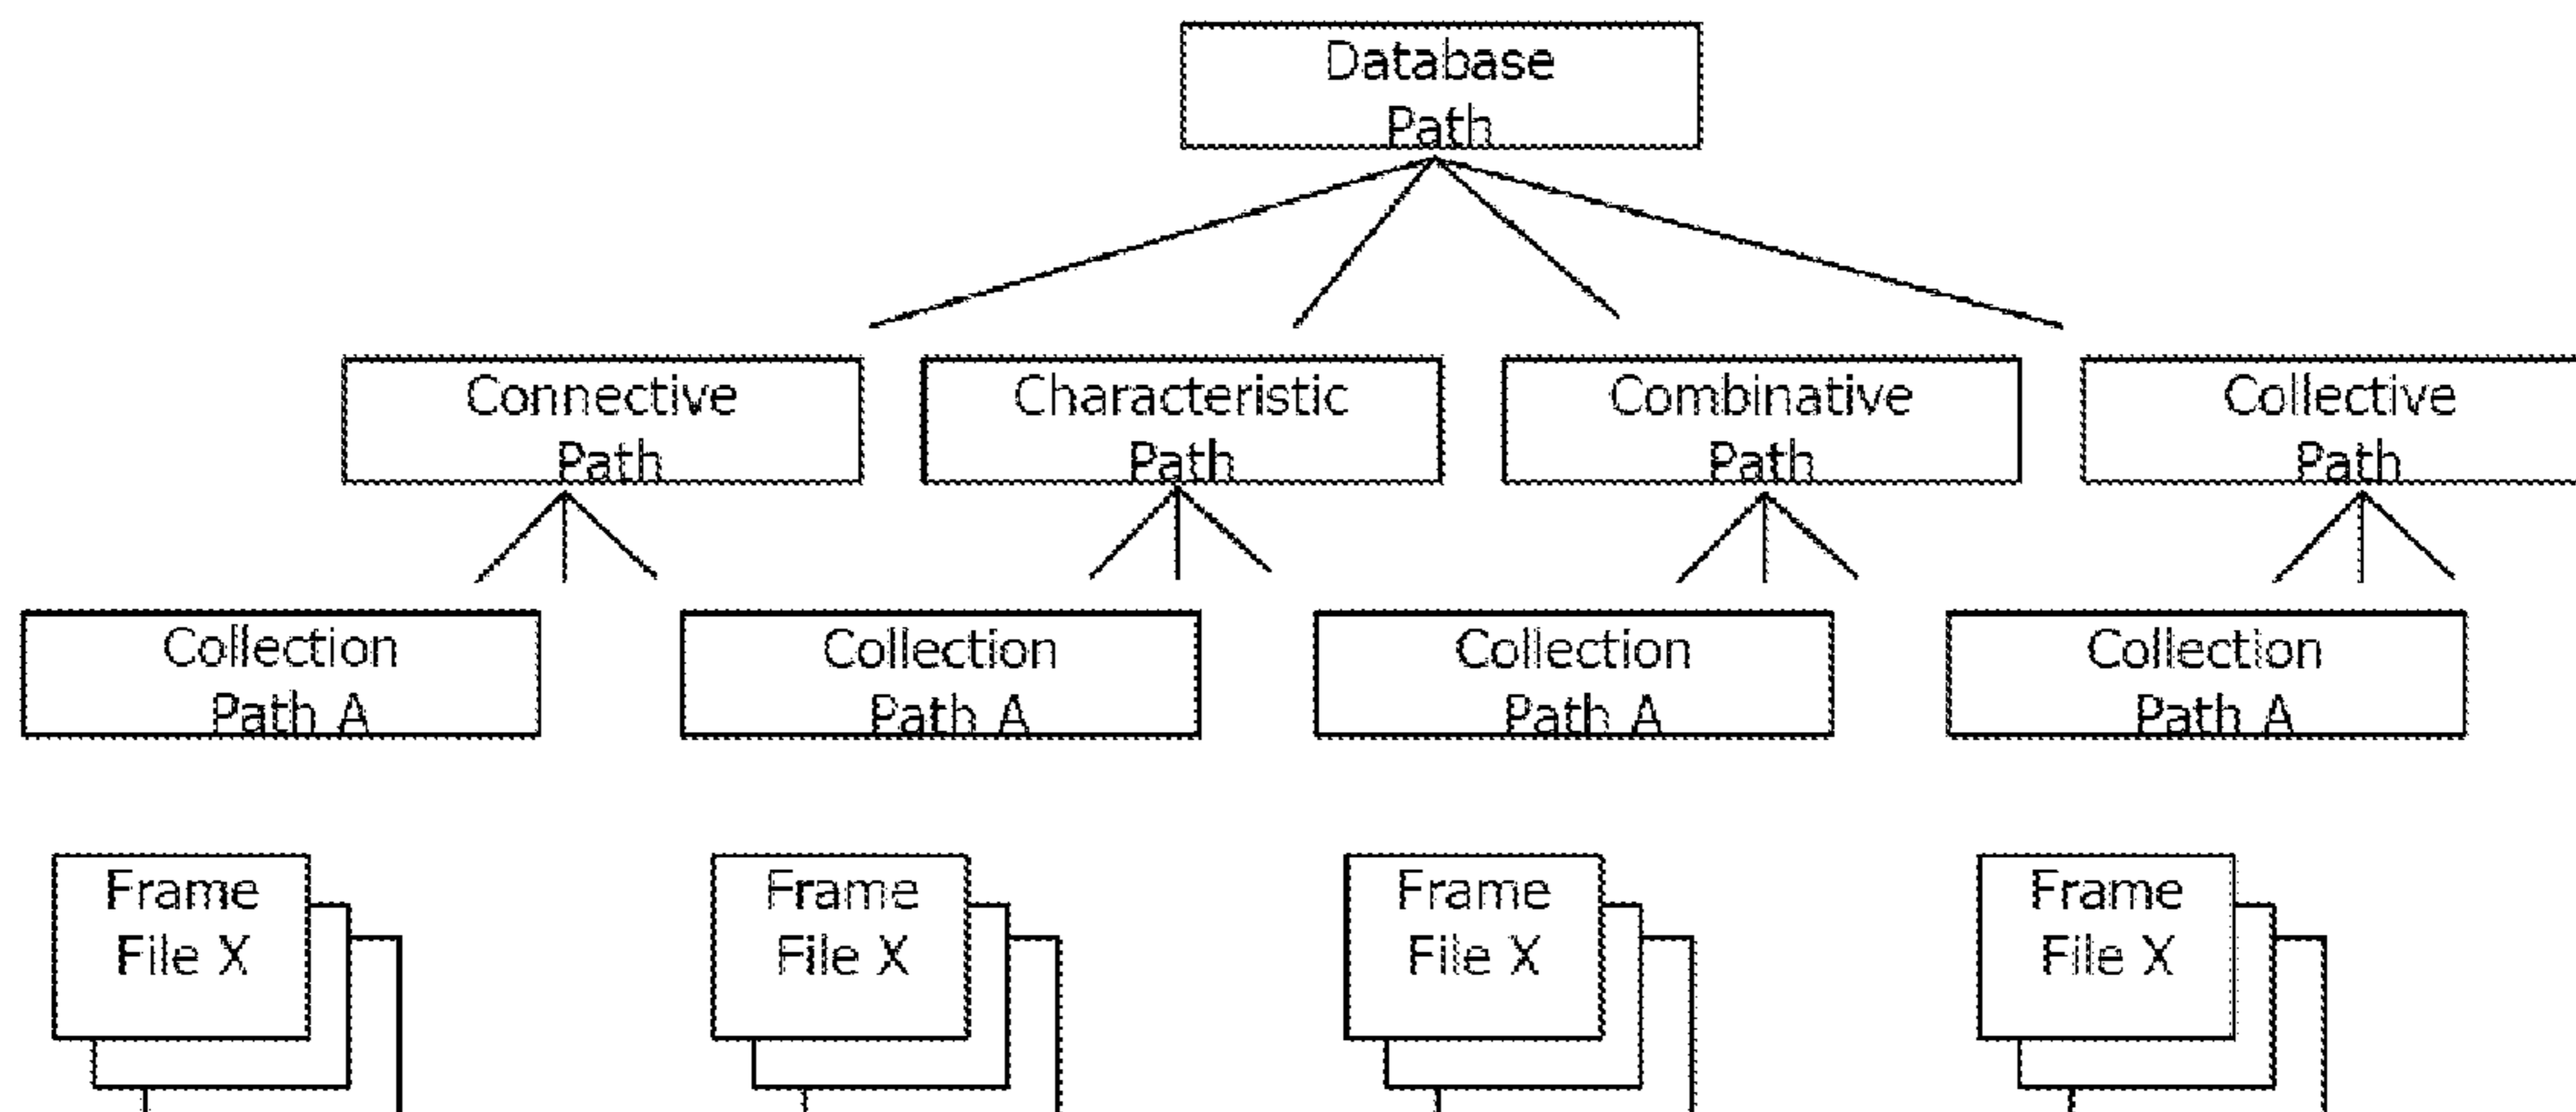 Database
Path
Connective
Path
Characteristic
Path
Combinative
Path
Collective
Path
Collection
Path A
Collection
Path A
Collection
Path A
Collection
Path A
Frame
File X
Frame
File X
Frame
File X
Frame
File X